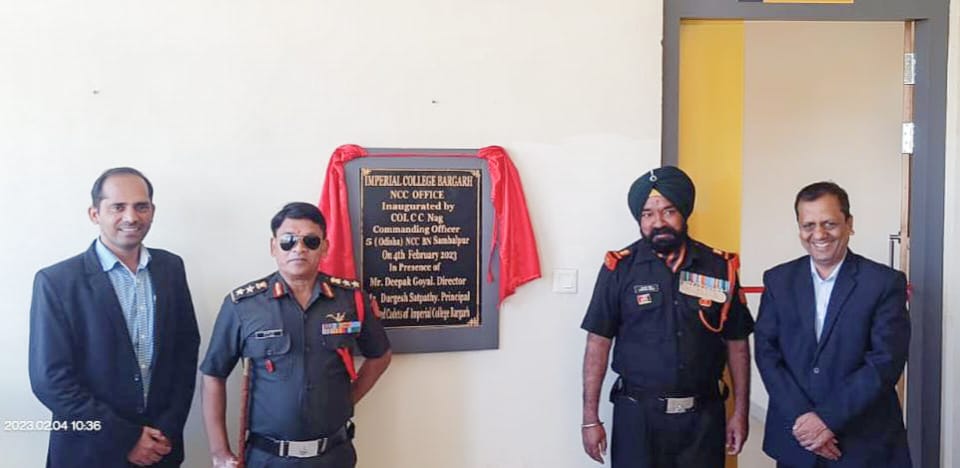 IMPERIAL COLLEGE BARGARH
NCC OFFICE
Inaugurated by
COL C C Nag
Commanding Officer
5 (Odisha) NCC BN Sambalpur
On 4th February 2023
In Presence of
Mr. Deepak Goyal, Director
Durgesh Satpathy, Principal
Cadets of Imperial College Bargarh
2023.02.04 10:36